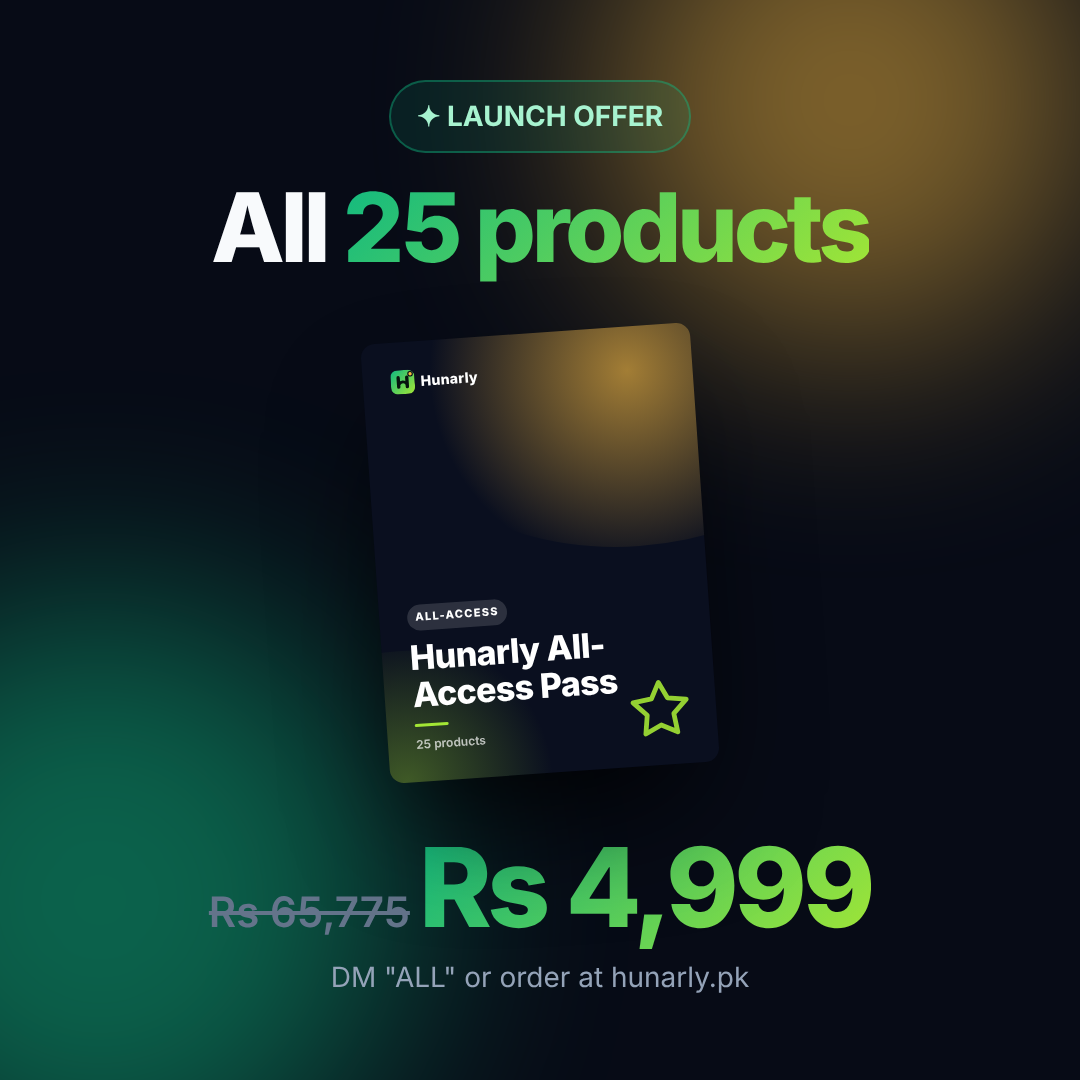 ✦ LAUNCH OFFER
All 25 products
Hunarly
ALL-ACCESS
Hunarly All-
Access Pass
25 products
Rs 65,775 Rs 4,999
DM "ALL" or order at hunarly.pk